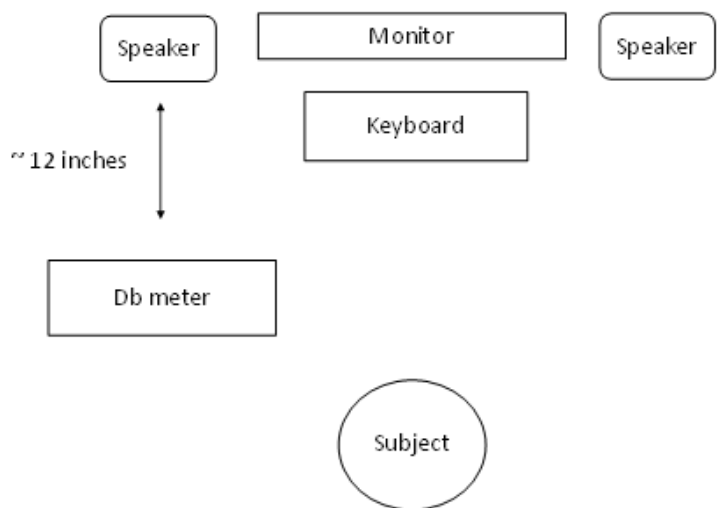 Speaker
Monitor
Speaker
Keyboard
~ 12 inches
Db meter
Subject